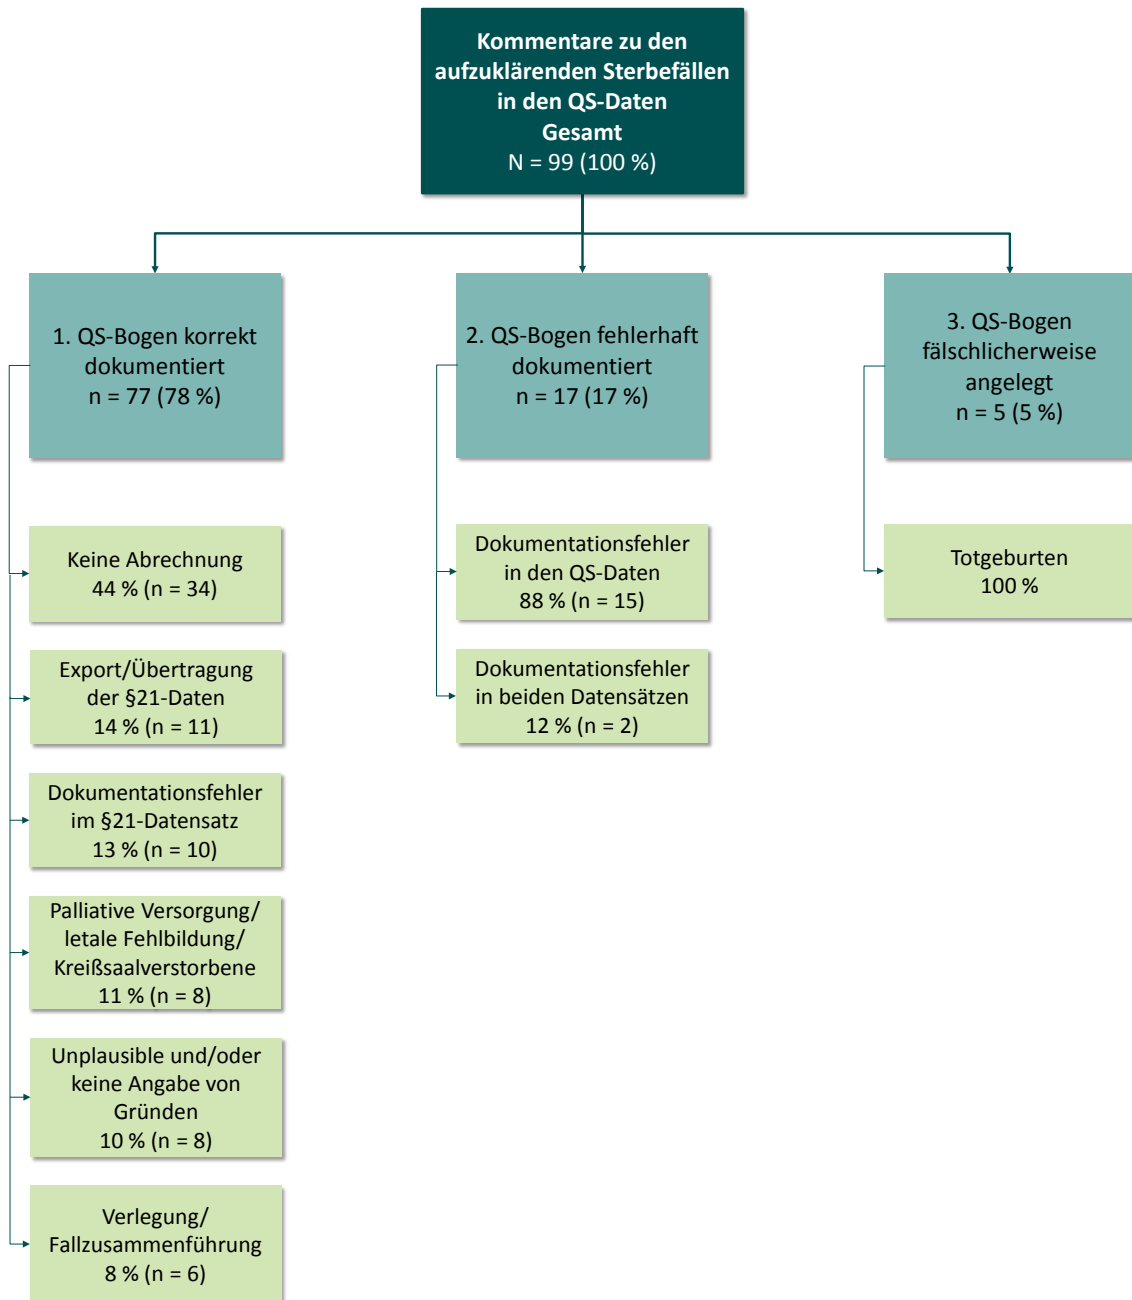 Kommentare zu den
aufzuklärenden Sterbefällen
in den QS-Daten
Gesamt
N = 99 (100 %)
1. QS-Bogen korrekt
dokumentiert
n = 77 (78 %)
2. QS-Bogen fehlerhaft
dokumentiert
n = 17 (17 %)
3. QS-Bogen
fälschlicherweise
angelegt
n = 5 (5 %)
Keine Abrechnung
44 % (n = 34)
Export/Übertragung
der §21-Daten
14 % (n = 11)
Dokumentationsfehler
im §21-Datensatz
13 % (n = 10)
Palliative Versorgung/
letale Fehlbildung/
Kreißsaalverstorbene
11 % (n = 8)
Unplausible und/oder
keine Angabe von
Gründen
10 % (n = 8)
Verlegung/
Fallzusammenführung
8 % (n = 6)
Dokumentationsfehler
in den QS-Daten
88 % (n = 15)
Dokumentationsfehler
in beiden Datensätzen
12 % (n = 2)
Totgeburten
100 %